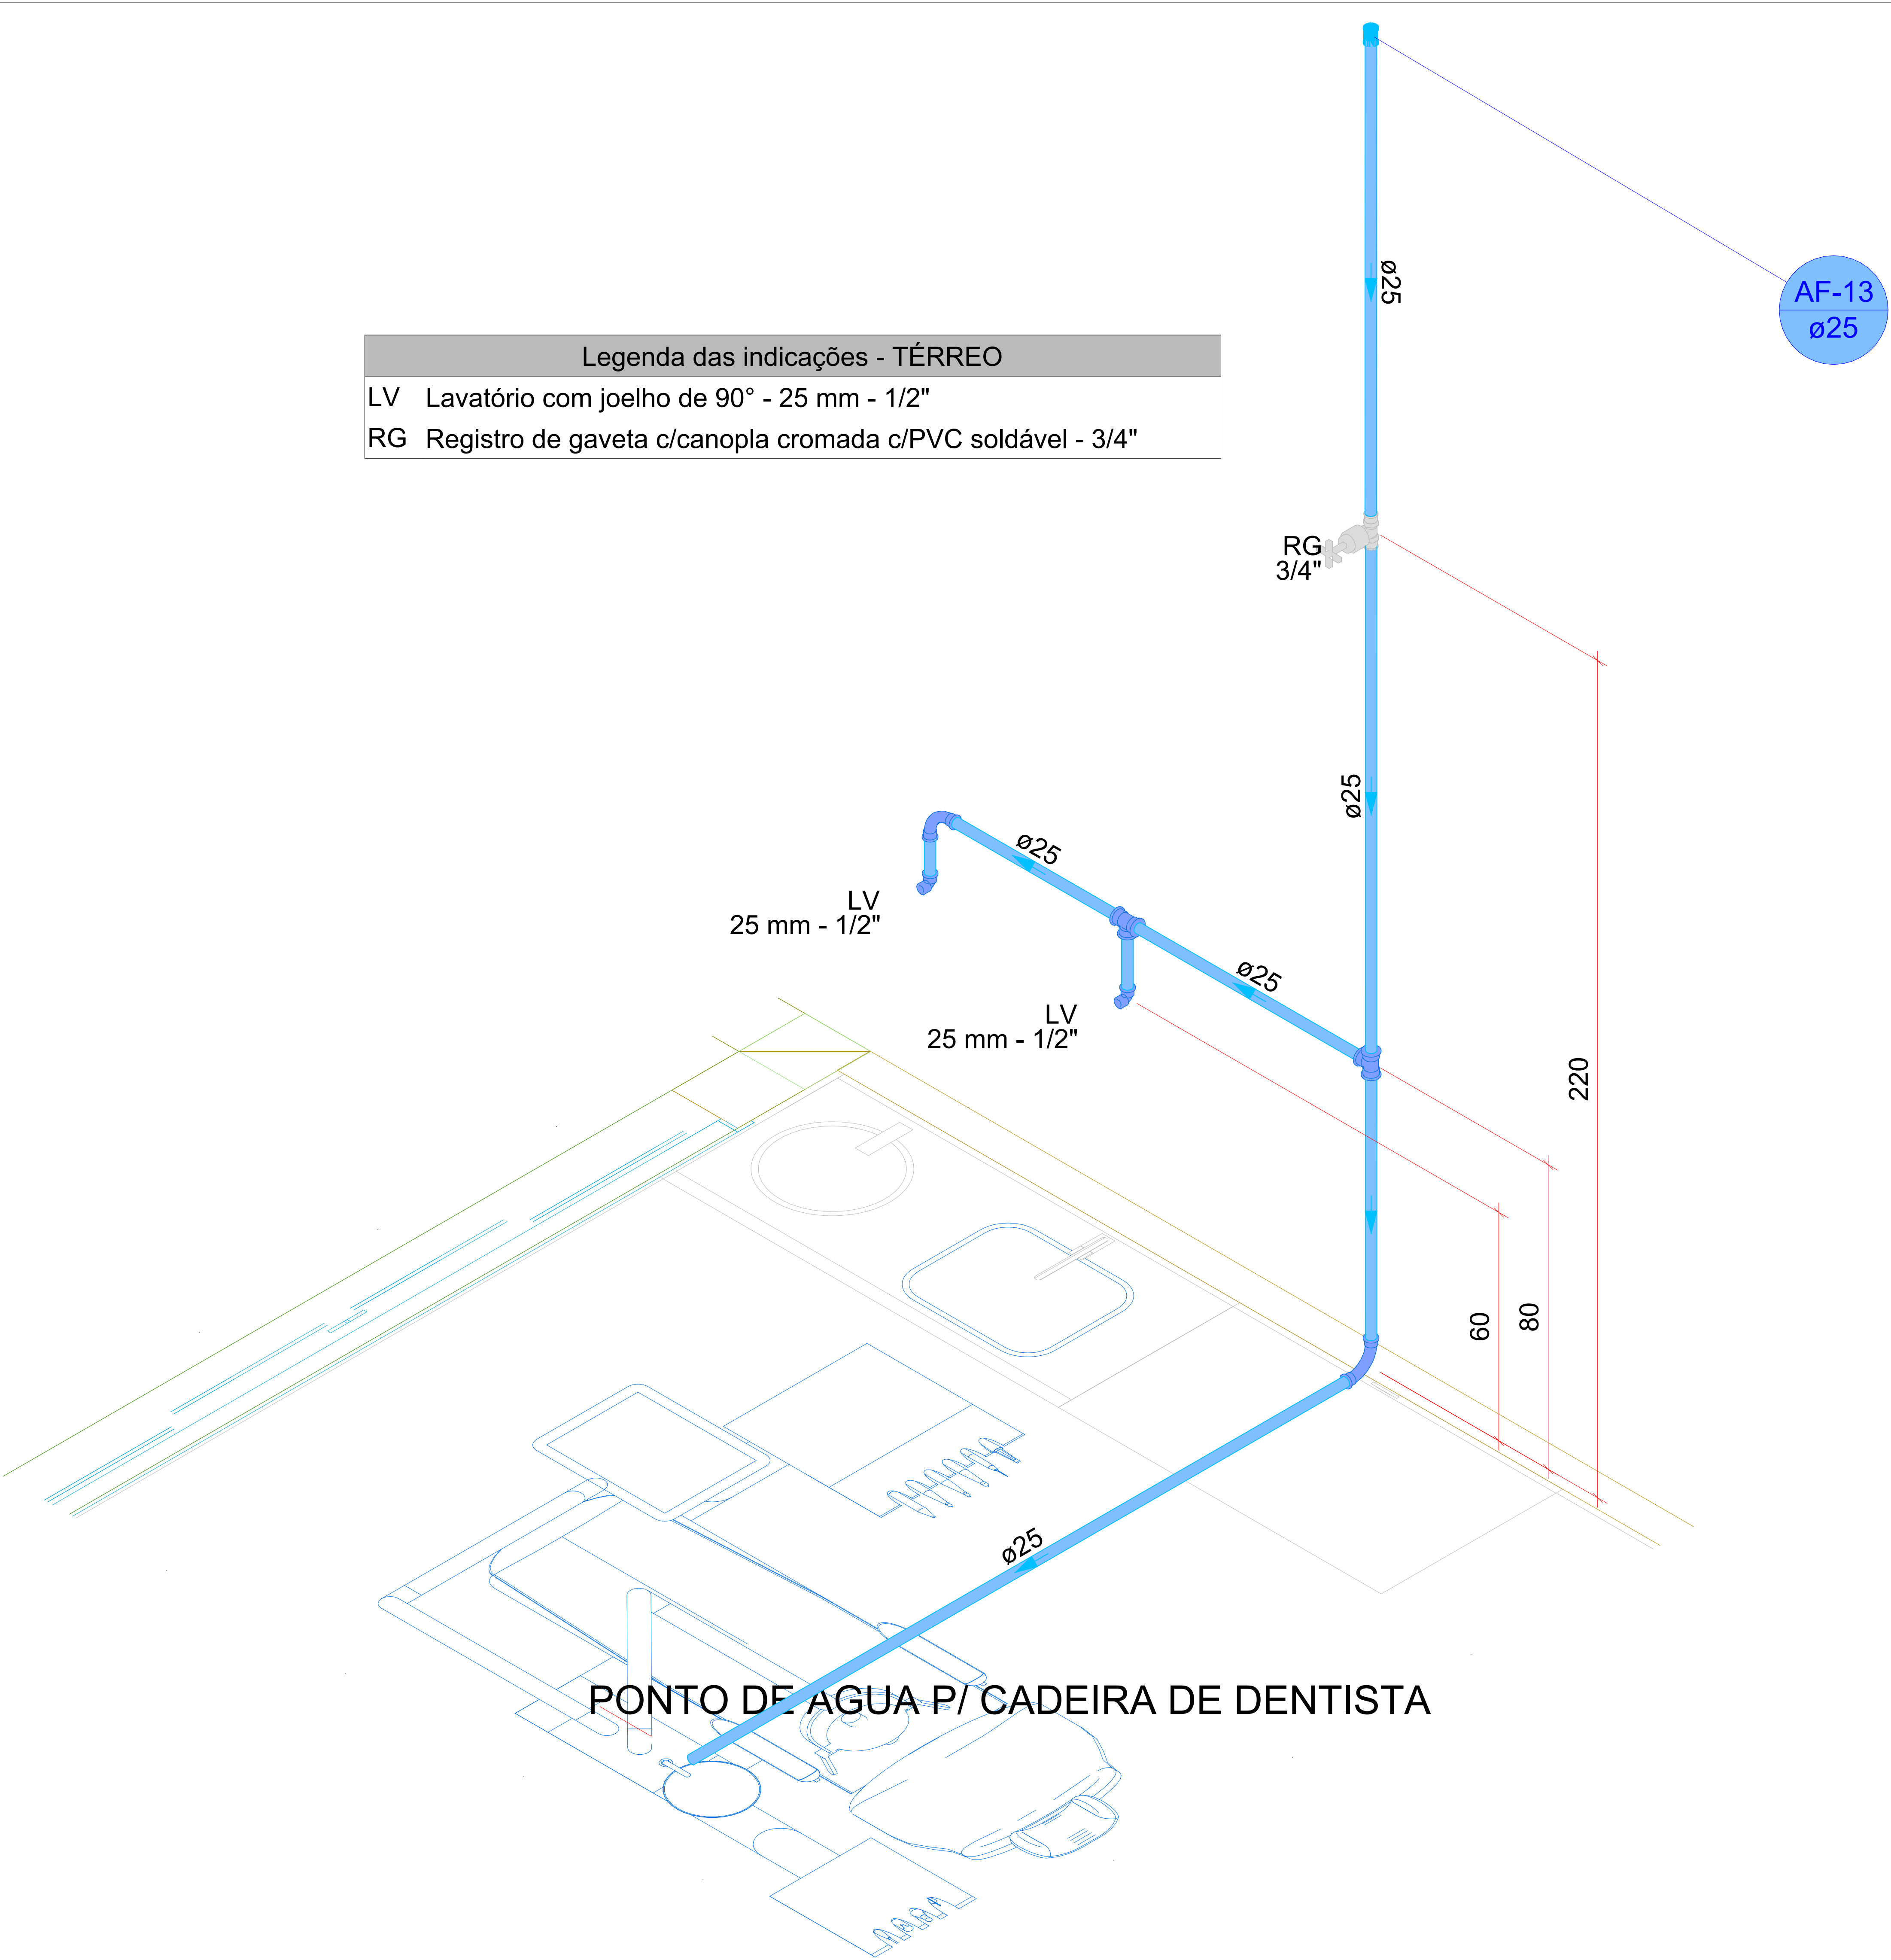 AF-13
ø25
ø25
Legenda das indicações - TÉRREO
LV Lavatório com joelho de 90° - 25 mm - 1/2"
RG Registro de gaveta c/canopla cromada c/PVC soldável - 3/4"
RG
3/4"
ø25
ø25
LV
25 mm - 1/2"
ø25
LV
25 mm - 1/2"
220
60
80
ø25
PONTO DE AGUA P/ CADEIRA DE DENTISTA